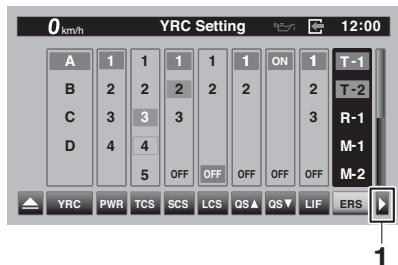 0 km/h YRC Setting 12:00
A 1 1 1 1 1 ON 1 T-1
B 2 2 2 2 2 2 T-2
C 3 3 3 3 R-1
D 4 4 M-1
5 OFF OFF OFF OFF OFF M-2
YRC PWR TCS SCS LCS QS▲ QS▼ LIF ERS
1